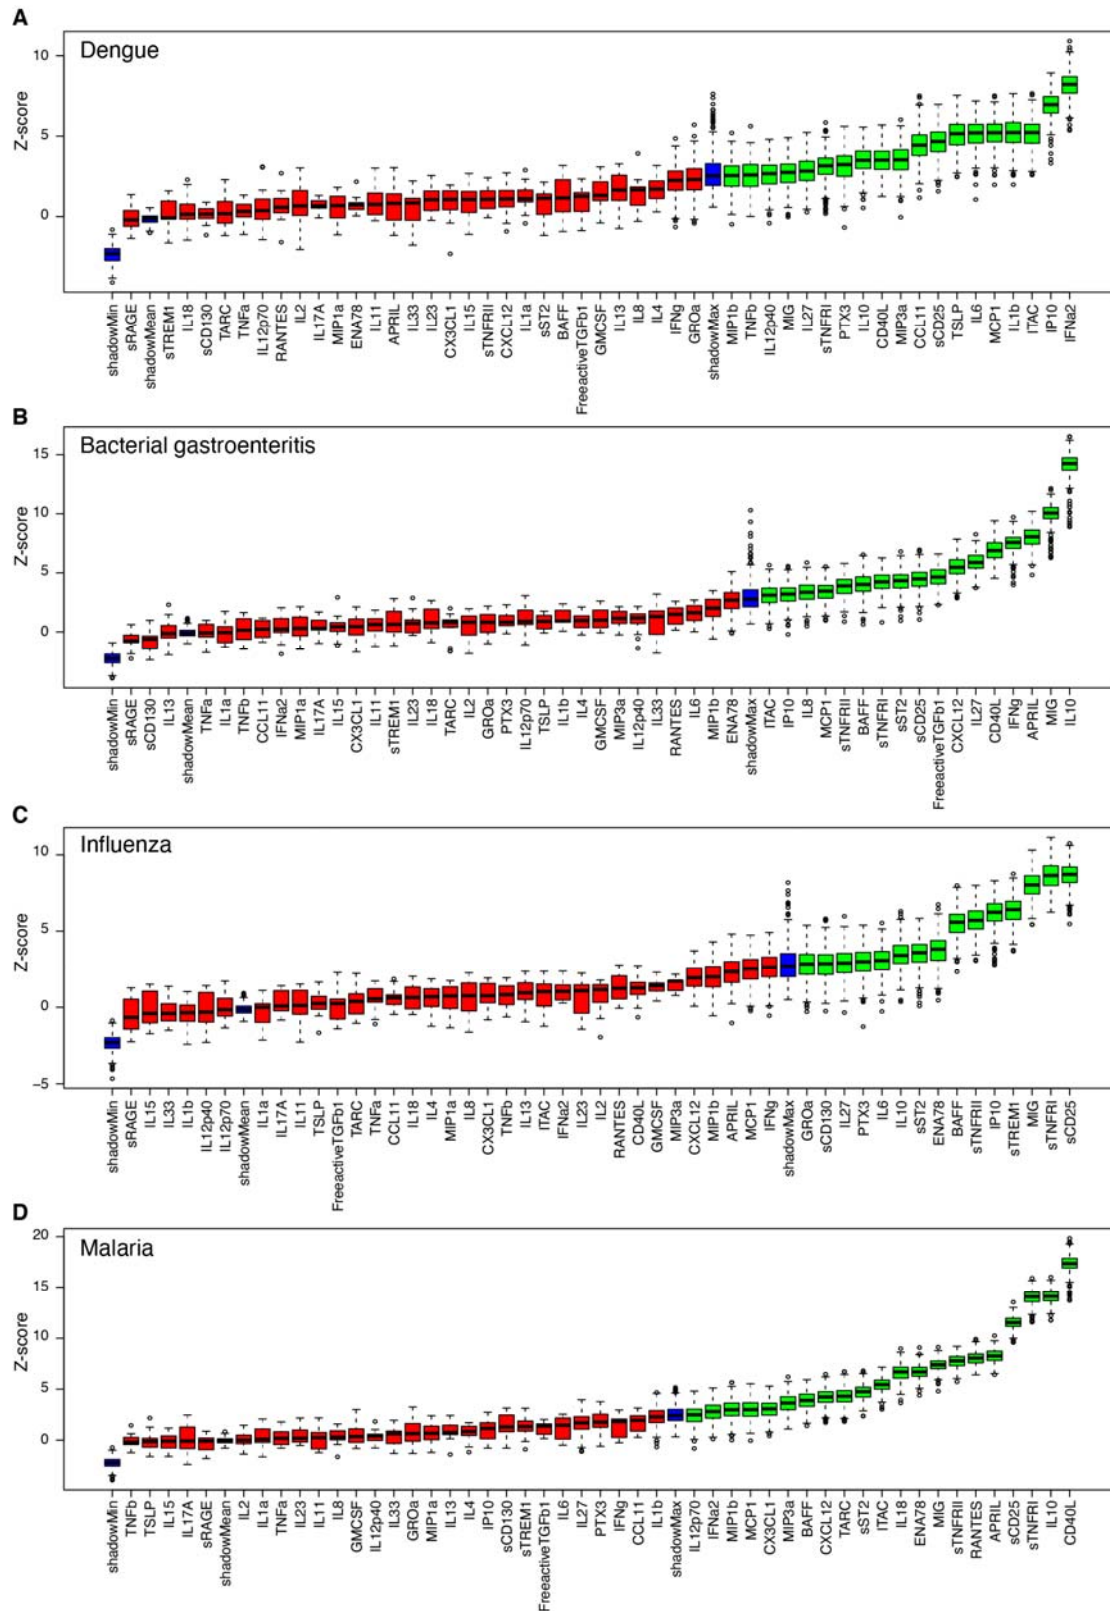 A
Dengue
10
5
0
Z-score
shadowMin
sRAGE
shadowMean
sTREM1
IL18
sCD130
TARC
TNFa
IL12p70
RANTES
IL2
IL17A
MIP1a
ENA78
IL11
APRIL
IL33
IL23
CX3CL1
IL15
sTNFRII
CXCL12
IL1a
sST2
BAFF
FreeactiveTGFb1
GMCSF
IL13
IL8
IL4
IFNg
GROa
shadowMax
MIP1b
TNFb
IL12p40
MIG
IL27
sTNFRI
PTX3
IL10
CD40L
MFIP3a
CCL11
sCD25
TSLP
IL6
MCP1
IL1b
ITAC
IP10
IFNa2
B
Bacterial gastroenteritis
15
10
5
0
Z-score
shadowMin
sRAGE
sCD130
IL13
shadowMean
TNFa
IL1a
TNFb
CCL11
IFNa2
MIP1a
IL17A
IL15
CX3CL1
IL11
sTREM1
IL23
IL18
TARC
IL2
GROa
PTX3
IL12p70
TSLP
IL1b
IL4
GMCSF
MIP3a
IL12p40
IL33
RANTES
IL6
MIP1b
ENA78
shadowMax
ITAC
IP10
IL8
MCP1
sTNFRII
BAFF
sTNFRI
sST2
sCD25
FreeactiveTGFb1
CXCL12
IL27
CD40L
IFNg
APRIL
MIG
IL10
C
Influenza
10
5
0
−5
Z-score
shadowMin
sRAGE
IL15
IL33
IL1b
IL12p40
IL12p70
shadowMean
IL1a
IL17A
IL11
TSLP
FreeactiveTGFb1
TARC
TNFa
CCL11
IL18
IL4
MIP1a
IL8
CX3CL1
TNFb
IL13
ITAC
IFNa2
IL23
IL2
RANTES
CD40L
GMCSF
MIP3a
CXCL12
MIP1b
APRIL
MCP1
IFNg
shadowMax
GROa
sCD130
IL27
PTX3
IL6
IL10
sST2
ENA78
BAFF
sTNFRII
IP10
sTREM1
MIG
sTNFRI
sCD25
D
Malaria
20
15
10
5
0
Z-score
shadowMin
TNFb
TSLP
IL15
IL17A
sRAGE
shadowMean
IL2
IL1a
TNFa
IL23
IL11
IL8
GMCSF
IL12p40
IL33
GROa
MIP1a
IL13
IL4
IP10
sCD130
sTREM1
FreeactiveTGFb1
IL6
IL27
PTX3
IFNg
CCL11
IL1b
shadowMax
IL12p70
IFNa2
MIP1b
MCP1
CX3CL1
MIP3a
BAFF
CXCL12
TARC
sST2
ITAC
IL18
ENA78
MIG
sTNFRII
RANTES
APRIL
sCD25
sTNFRI
IL10
CD40L